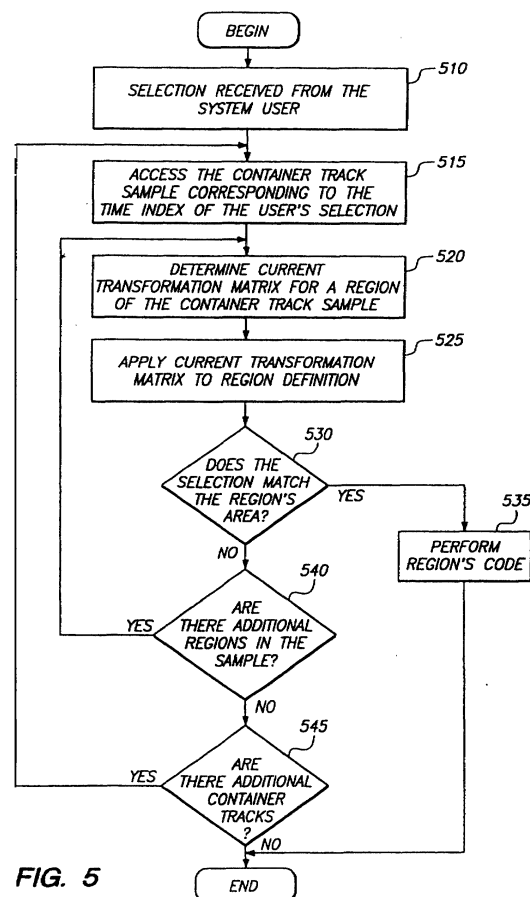 BEGIN
510
SELECTION RECEIVED FROM THE
SYSTEM USER
515
ACCESS THE CONTAINER TRACK
SAMPLE CORRESPONDING TO THE
TIME INDEX OF THE USER'S SELECTION
520
DETERMINE CURRENT
TRANSFORMATION MATRIX FOR A REGION
OF THE CONTAINER TRACK SAMPLE
525
APPLY CURRENT TRANSFORMATION
MATRIX TO REGION DEFINITION
530
DOES THE
SELECTION MATCH
THE REGION'S
AREA?
YES
535
PERFORM
REGION'S CODE
NO
540
ARE
THERE ADDITIONAL
REGIONS IN THE
SAMPLE?
YES
NO
545
ARE
THERE ADDITIONAL
CONTAINER
TRACKS
?
YES
NO
END
FIG. 5